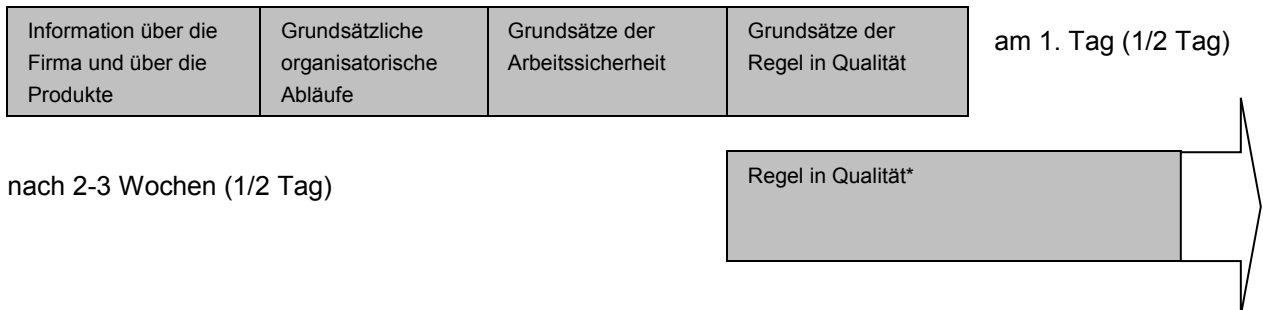 Information über die
Firma und über die
Produkte
Grundsätzliche
organisatorische
Abläufe
Grundsätze der
Arbeitssicherheit
Grundsätze der
Regel in Qualität
am 1. Tag (1/2 Tag)
nach 2-3 Wochen (1/2 Tag)
Regel in Qualität*